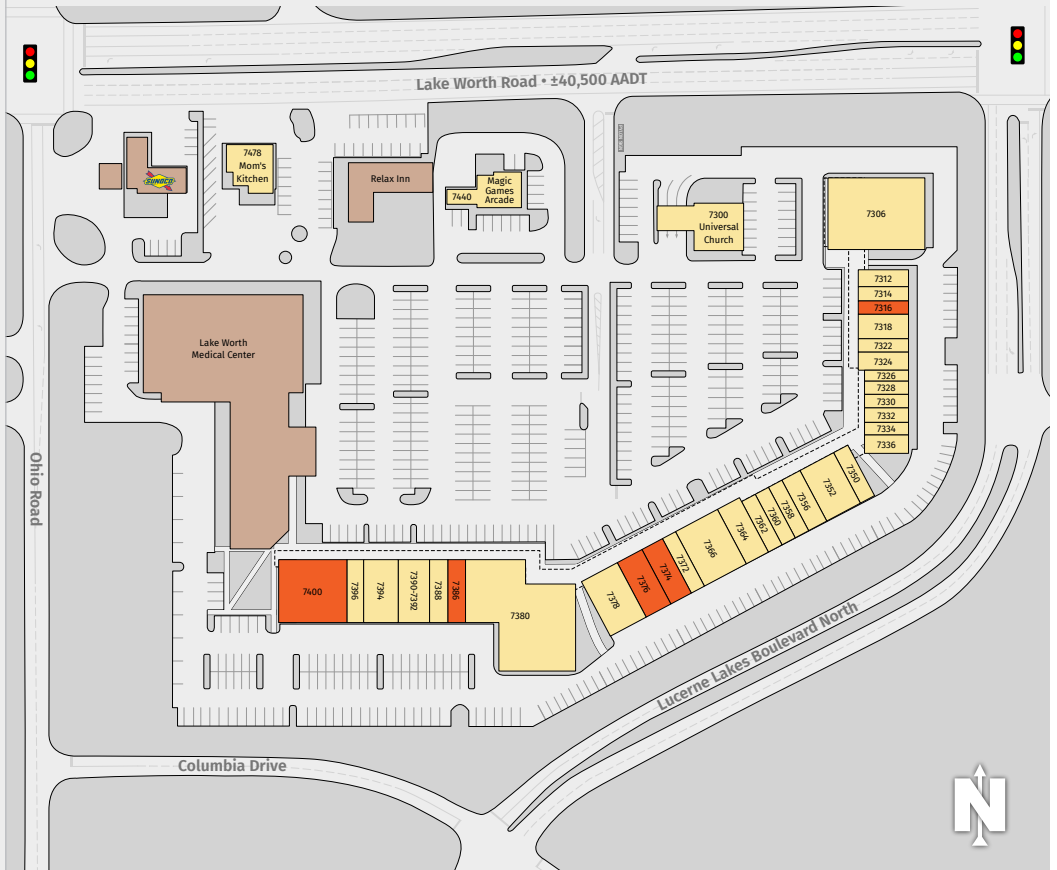 Lake Worth Road • ±40,500 AADT
7478
Mom's
Kitchen
SUNOCO
Relax Inn
7440
Magic
Games
Arcade
7300
Universal
Church
7306
7312
7314
7316
7318
7322
7324
7326
7328
7330
7332
7334
7336
Lake Worth
Medical Center
7350
7352
7356
7358
7360
7362
7364
7366
7372
7374
7376
7378
7380
7386
7388
7390-7392
7394
7396
7400
Ohio Road
Lucerne Lakes Boulevard North
Columbia Drive
N